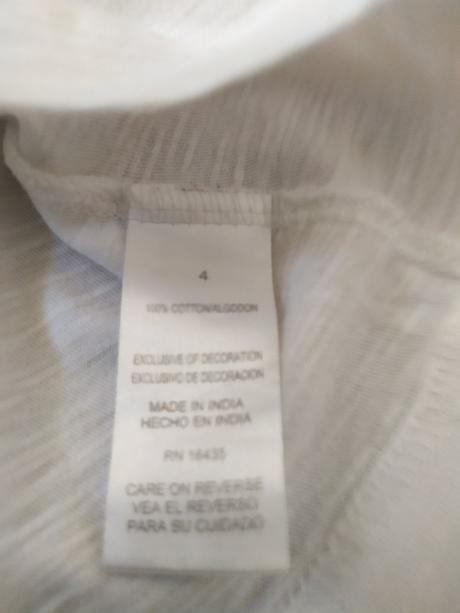 4
100% COTTON/ALGODON
EXCLUSIVE OF DECORATION
EXCLUSIVO DE DECORACION
MADE IN INDIA
HECHO EN INDIA
RN 16435
CARE ON REVERSE
VEA EL REVERSO
PARA SU CUIDADO